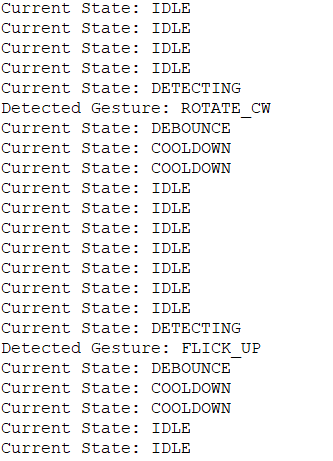 Current State: IDLE
Current State: IDLE
Current State: IDLE
Current State: IDLE
Current State: DETECTING
Detected Gesture: ROTATE_CW
Current State: DEBOUNCE
Current State: COOLDOWN
Current State: COOLDOWN
Current State: IDLE
Current State: IDLE
Current State: IDLE
Current State: IDLE
Current State: IDLE
Current State: IDLE
Current State: IDLE
Current State: DETECTING
Detected Gesture: FLICK_UP
Current State: DEBOUNCE
Current State: COOLDOWN
Current State: COOLDOWN
Current State: IDLE
Current State: IDLE